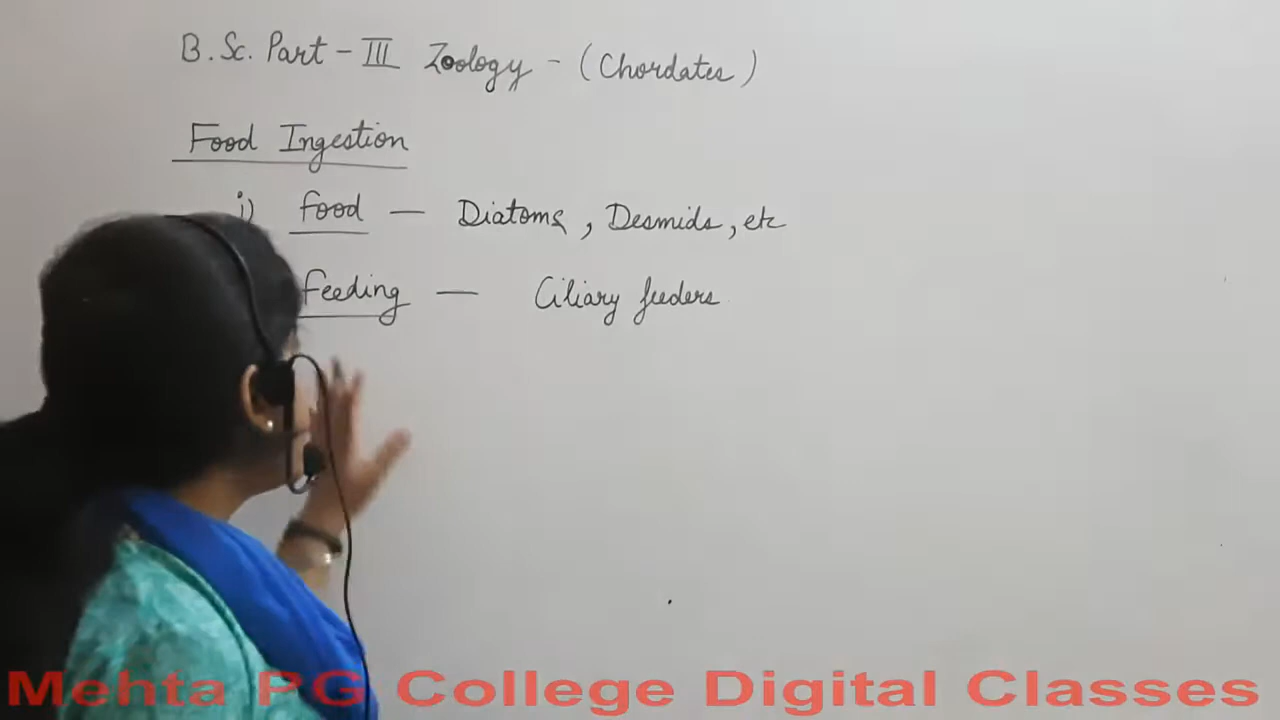 B.Sc. Part - III Zoology - (Chordates)
Food Ingestion
i) food — Diatoms, Desmids, etc
Feeding — Ciliary feeders
Mehta PG College Digital Classes